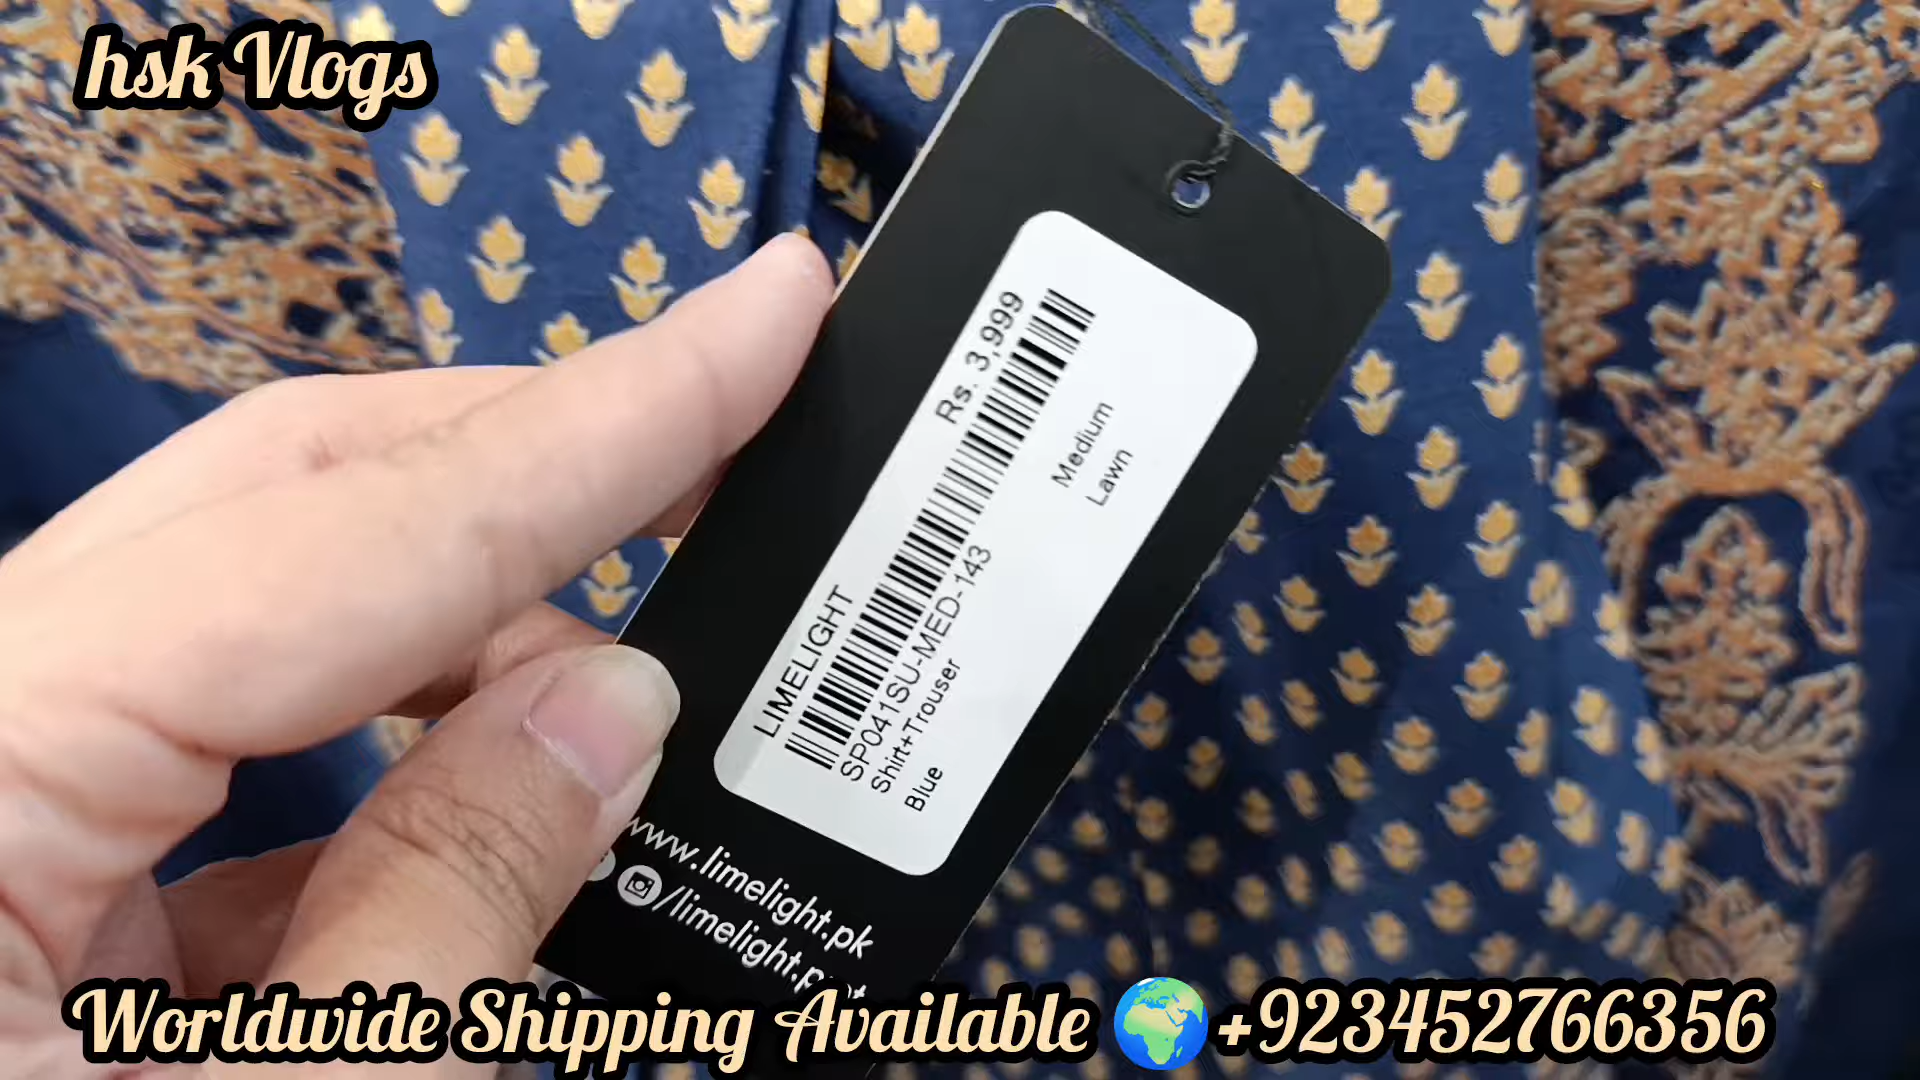 hsk Vlogs
LIMELIGHT Rs. 3,999
SP041SU-MED-143
Shirt+Trouser Medium
Blue Lawn
www.limelight.pk
/limelight.p
Worldwide Shipping Available +923452766356